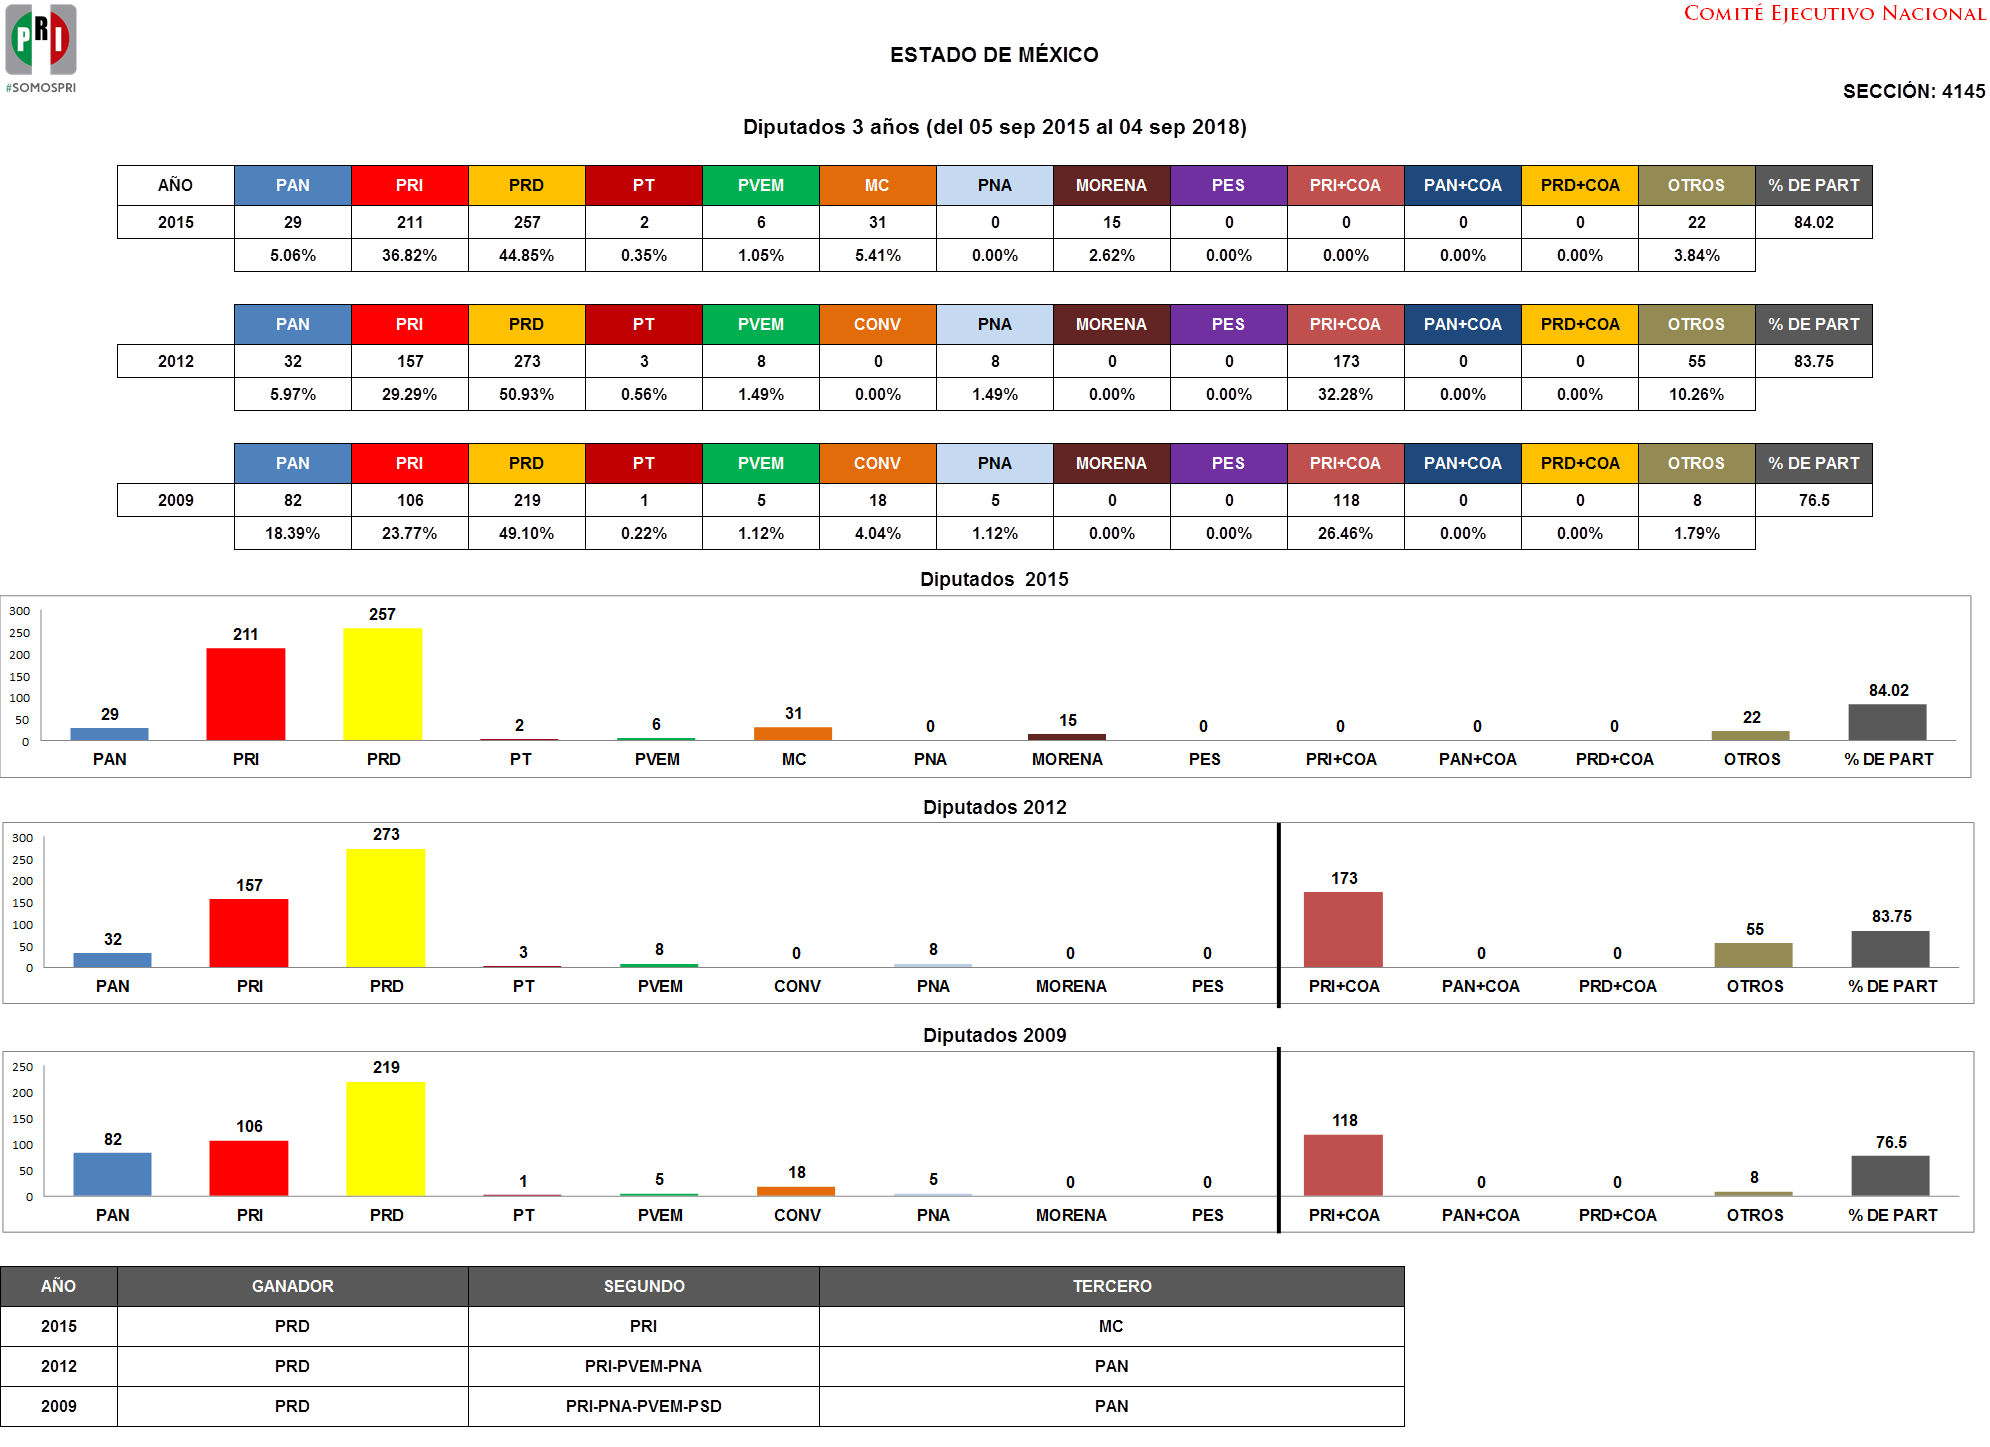 PRI
#SOMOSPRI
COMITÉ EJECUTIVO NACIONAL
ESTADO DE MÉXICO
SECCIÓN: 4145
Diputados 3 años (del 05 sep 2015 al 04 sep 2018)
AÑO PAN PRI PRD PT PVEM MC PNA MORENA PES PRI+COA PAN+COA PRD+COA OTROS % DE PART
2015 29 211 257 2 6 31 0 15 0 0 0 0 22 84.02
5.06% 36.82% 44.85% 0.35% 1.05% 5.41% 0.00% 2.62% 0.00% 0.00% 0.00% 0.00% 3.84%
PAN PRI PRD PT PVEM CONV PNA MORENA PES PRI+COA PAN+COA PRD+COA OTROS % DE PART
2012 32 157 273 3 8 0 8 0 0 173 0 0 55 83.75
5.97% 29.29% 50.93% 0.56% 1.49% 0.00% 1.49% 0.00% 0.00% 32.28% 0.00% 0.00% 10.26%
PAN PRI PRD PT PVEM CONV PNA MORENA PES PRI+COA PAN+COA PRD+COA OTROS % DE PART
2009 82 106 219 1 5 18 5 0 0 118 0 0 8 76.5
18.39% 23.77% 49.10% 0.22% 1.12% 4.04% 1.12% 0.00% 0.00% 26.46% 0.00% 0.00% 1.79%
Diputados 2015
300
250
200
150
100
50
0
29 211 257 2 6 31 0 15 0 0 0 0 22 84.02
PAN PRI PRD PT PVEM MC PNA MORENA PES PRI+COA PAN+COA PRD+COA OTROS % DE PART
Diputados 2012
300
250
200
150
100
50
0
32 157 273 3 8 0 8 0 0 173 0 0 55 83.75
PAN PRI PRD PT PVEM CONV PNA MORENA PES PRI+COA PAN+COA PRD+COA OTROS % DE PART
Diputados 2009
250
200
150
100
50
0
82 106 219 1 5 18 5 0 0 118 0 0 8 76.5
PAN PRI PRD PT PVEM CONV PNA MORENA PES PRI+COA PAN+COA PRD+COA OTROS % DE PART
AÑO GANADOR SEGUNDO TERCERO
2015 PRD PRI MC
2012 PRD PRI-PVEM-PNA PAN
2009 PRD PRI-PNA-PVEM-PSD PAN